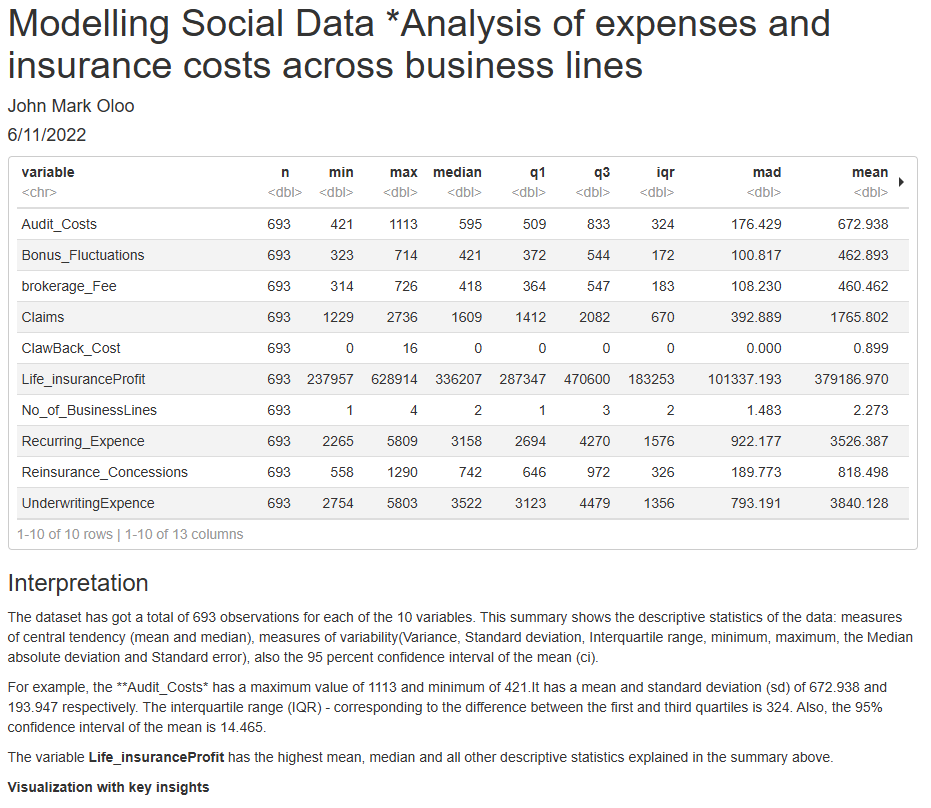 Modelling Social Data *Analysis of expenses and
insurance costs across business lines
John Mark Oloo
6/11/2022
variable n min max median q1 q3 iqr mad mean
<chr> <dbl> <dbl> <dbl> <dbl> <dbl> <dbl> <dbl> <dbl> <dbl>
Audit_Costs 693 421 1113 595 509 833 324 176.429 672.938
Bonus_Fluctuations 693 323 714 421 372 544 172 100.817 462.893
brokerage_Fee 693 314 726 418 364 547 183 108.230 460.462
Claims 693 1229 2736 1609 1412 2082 670 392.889 1765.802
ClawBack_Cost 693 0 16 0 0 0 0 0.000 0.899
Life_insuranceProfit 693 237957 628914 336207 287347 470600 183253 101337.193 379186.970
No_of_BusinessLines 693 1 4 2 1 3 2 1.483 2.273
Recurring_Expence 693 2265 5809 3158 2694 4270 1576 922.177 3526.387
Reinsurance_Concessions 693 558 1290 742 646 972 326 189.773 818.498
UnderwritingExpence 693 2754 5803 3522 3123 4479 1356 793.191 3840.128
1-10 of 10 rows | 1-10 of 13 columns
Interpretation
The dataset has got a total of 693 observations for each of the 10 variables. This summary shows the descriptive statistics of the data: measures
of central tendency (mean and median), measures of variability(Variance, Standard deviation, Interquartile range, minimum, maximum, the Median
absolute deviation and Standard error), also the 95 percent confidence interval of the mean (ci).
For example, the **Audit_Costs* has a maximum value of 1113 and minimum of 421.It has a mean and standard deviation (sd) of 672.938 and
193.947 respectively. The interquartile range (IQR) - corresponding to the difference between the first and third quartiles is 324. Also, the 95%
confidence interval of the mean is 14.465.
The variable Life_insuranceProfit has the highest mean, median and all other descriptive statistics explained in the summary above.
Visualization with key insights